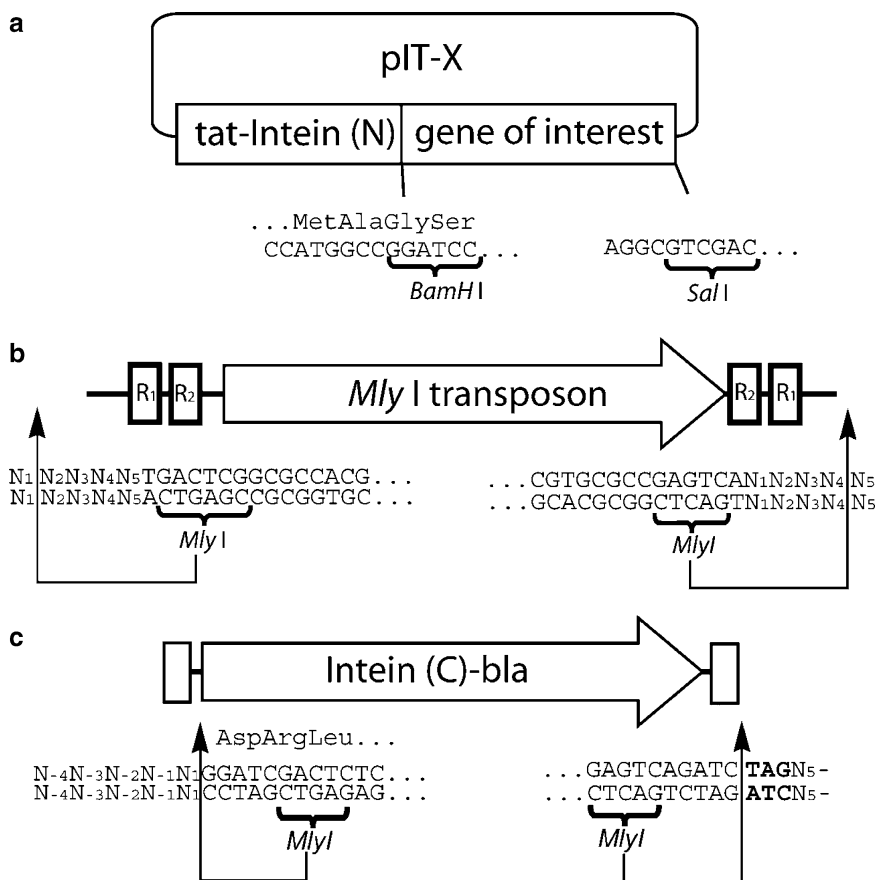 a
pIT-X
tat-Intein (N) gene of interest
...MetAlaGlySer
CCATGGCCGGATCC...
AGGCGTCGAC...
BamH I
Sal I
b
R1 R2 Mly I transposon R2 R1
N1N2N3N4N5TGACTCGGCGCCACG...
...CGTGCGCCGAGTCAN1N2N3N4N5
N1N2N3N4N5ACTGAGCCGCGGTGC...
...GCACGCGGCTCAGTN1N2N3N4N5
Mly I
MlyI
c
Intein (C)-bla
AspArgLeu...
N-4N-3N-2N-1N1GGATCGACTCTC...
...GAGTCAGATCTAGN5-
N-4N-3N-2N-1N1CCTAGCTGAGAG...
...CTCAGTCTAGATCN5-
MlyI
MlyI